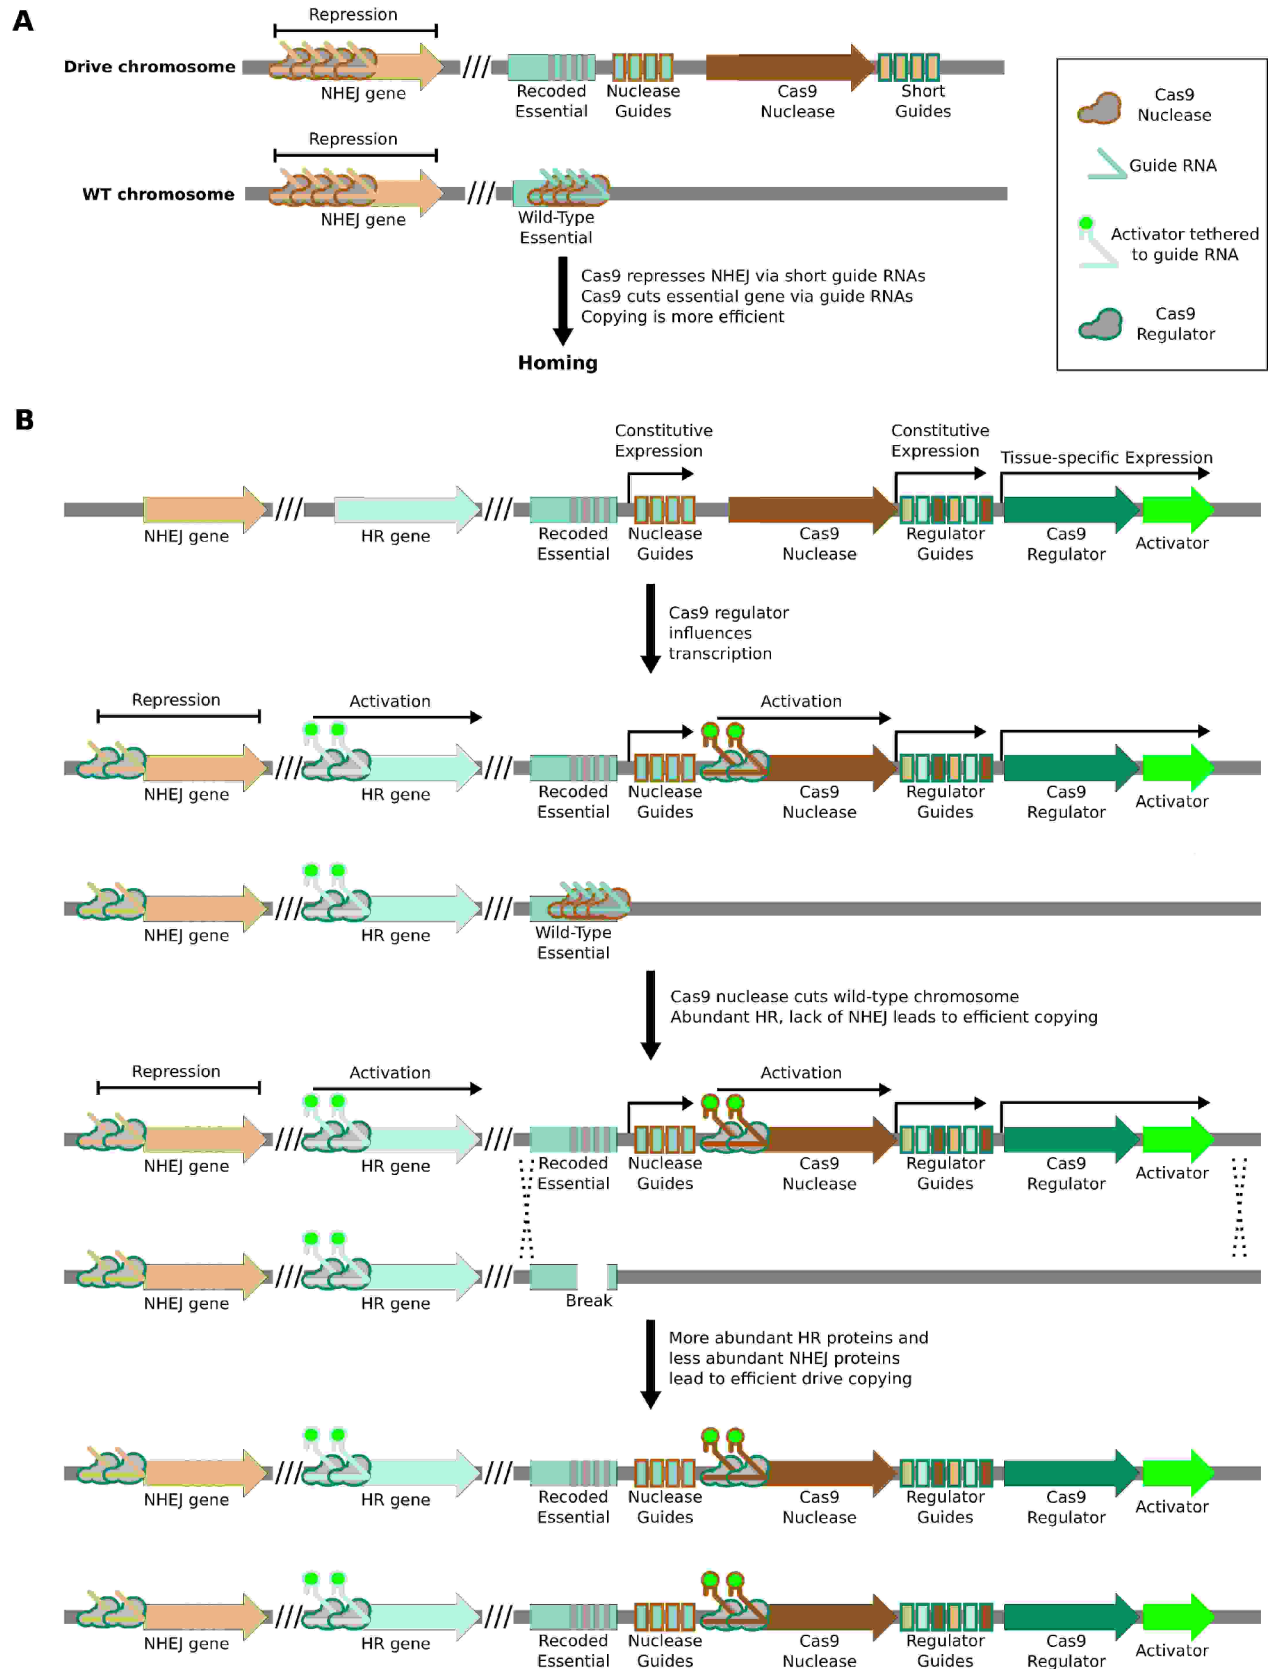 A
Repression
Drive chromosome
NHEJ gene
Recoded
Essential
Nuclease
Guides
Cas9
Nuclease
Short
Guides
Repression
WT chromosome
NHEJ gene
Wild-Type
Essential
Cas9 represses NHEJ via short guide RNAs
Cas9 cuts essential gene via guide RNAs
Copying is more efficient
Homing
Cas9
Nuclease
Guide RNA
Activator tethered
to guide RNA
Cas9
Regulator
B
Constitutive
Expression
Constitutive
Expression
Tissue-specific Expression
NHEJ gene
HR gene
Recoded
Essential
Nuclease
Guides
Cas9
Nuclease
Regulator
Guides
Cas9
Regulator
Activator
Cas9 regulator
influences
transcription
Repression
Activation
Activation
NHEJ gene
HR gene
Recoded
Essential
Nuclease
Guides
Cas9
Nuclease
Regulator
Guides
Cas9
Regulator
Activator
NHEJ gene
HR gene
Wild-Type
Essential
Cas9 nuclease cuts wild-type chromosome
Abundant HR, lack of NHEJ leads to efficient copying
Repression
Activation
Activation
NHEJ gene
HR gene
Recoded
Essential
Nuclease
Guides
Cas9
Nuclease
Regulator
Guides
Cas9
Regulator
Activator
NHEJ gene
HR gene
Break
More abundant HR proteins and
less abundant NHEJ proteins
lead to efficient drive copying
NHEJ gene
HR gene
Recoded
Essential
Nuclease
Guides
Cas9
Nuclease
Regulator
Guides
Cas9
Regulator
Activator
NHEJ gene
HR gene
Recoded
Essential
Nuclease
Guides
Cas9
Nuclease
Regulator
Guides
Cas9
Regulator
Activator